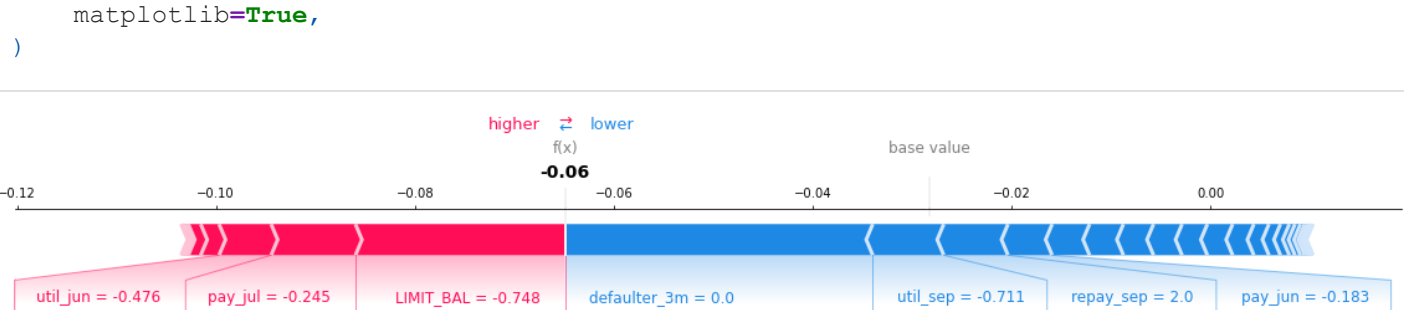 matplotlib=True,
)
higher ⇄ lower
f(x) base value
-0.06
−0.12 −0.10 −0.08 −0.06 −0.04 −0.02 0.00
util_jun = -0.476 pay_jul = -0.245 LIMIT_BAL = -0.748 defaulter_3m = 0.0 util_sep = -0.711 repay_sep = 2.0 pay_jun = -0.183